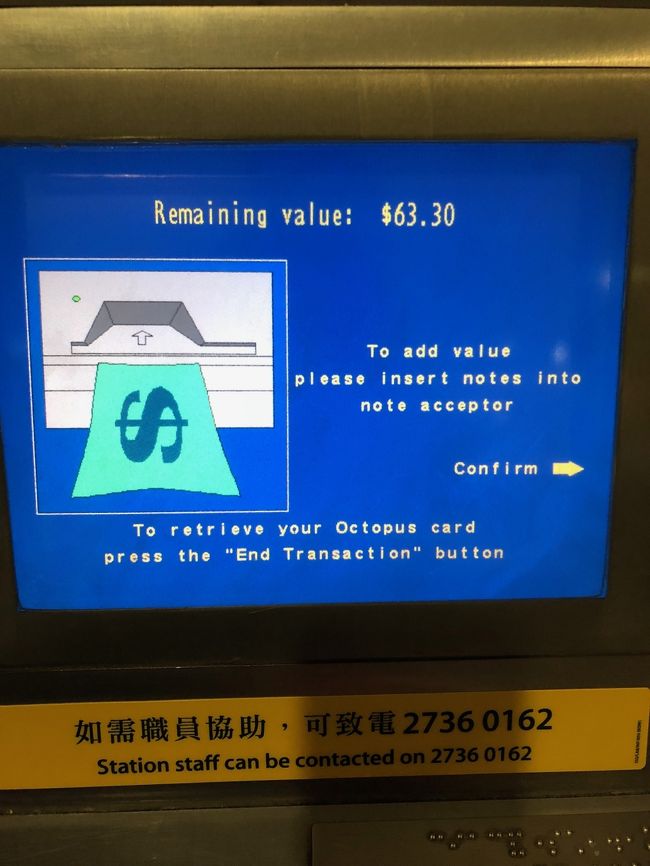 Remaining value: $63.30
$
To add value
please insert notes into
note acceptor
Confirm
To retrieve your Octopus card
press the "End Transaction" button
如需職員協助，可致電 2736 0162
Station staff can be contacted on 2736 0162